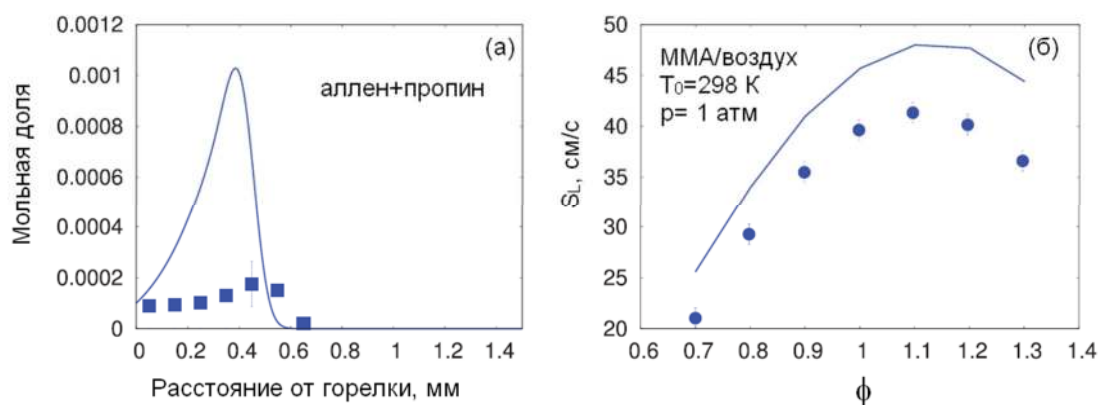 0.0012
0.001
0.0008
0.0006
0.0004
0.0002
0
Мольная доля
(а)
аллен+пропин
0 0.2 0.4 0.6 0.8 1 1.2 1.4
Расстояние от горелки, мм
50
45
40
35
30
25
20
SL, см/с
(б)
ММА/воздух
T0=298 К
p= 1 атм
0.6 0.7 0.8 0.9 1 1.1 1.2 1.3 1.4
ϕ